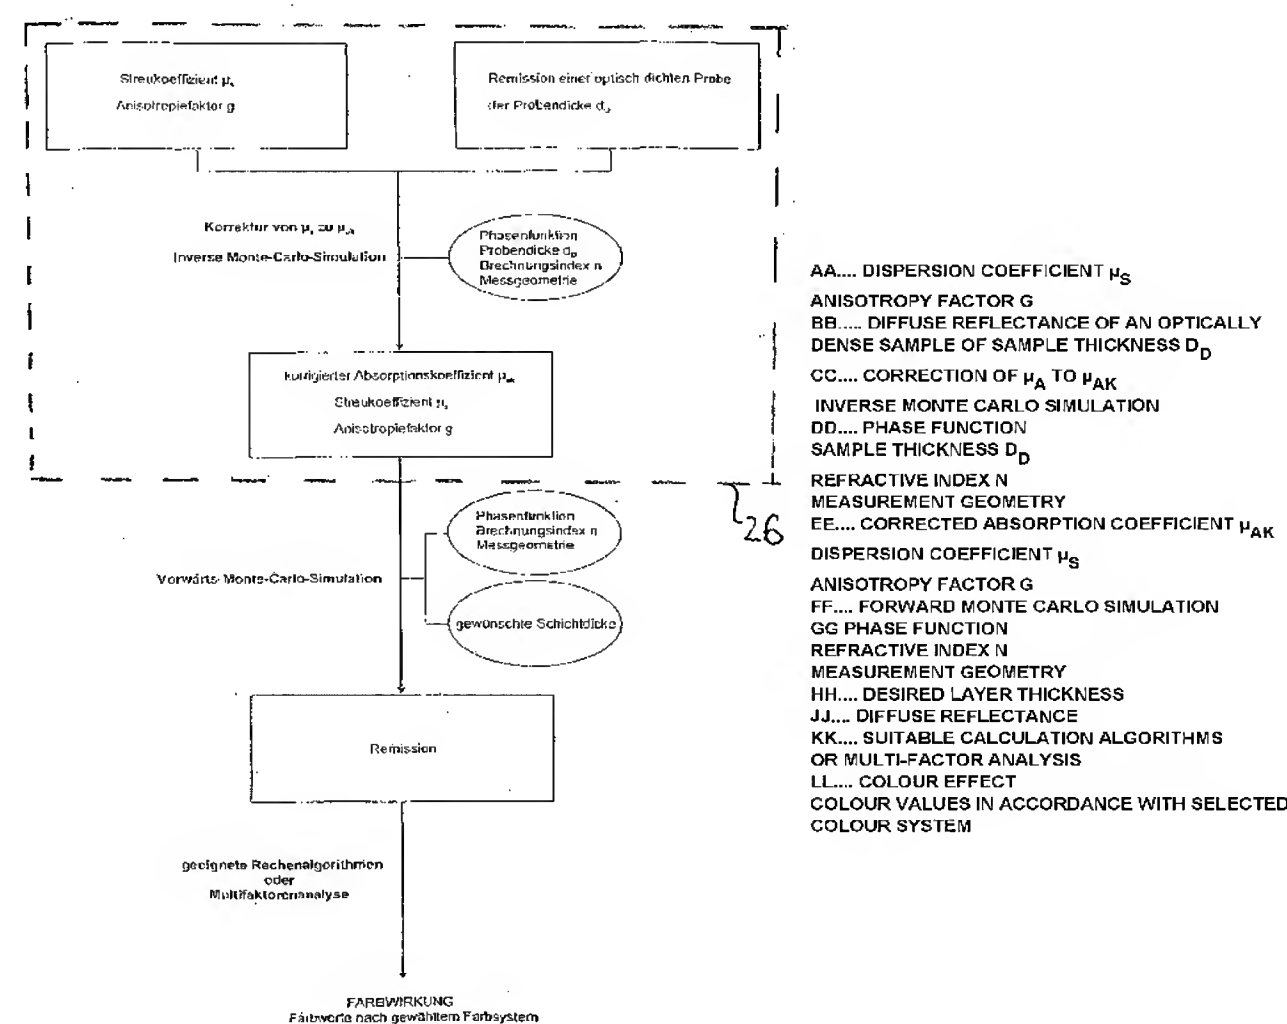 Streukoeffizient μs
Anisotropiefaktor g
Remission einer optisch dichten Probe
der Probendicke dD
Korrektur von μa zu μak
Inverse Monte-Carlo-Simulation
Phasenfunktion
Probendicke dD
Brechnungsindex n
Messgeometrie
korrigierter Absorptionskoeffizient μak
Streukoeffizient μs
Anisotropiefaktor g
26
Phasenfunktion
Brechnungsindex n
Messgeometrie
Vorwärts-Monte-Carlo-Simulation
gewünschte Schichtdicke
Remission
geeignete Rechenalgorithmen
oder
Multifaktorenanalyse
FARBWIRKUNG
Farbwerte nach gewähltem Farbsystem
AA.... DISPERSION COEFFICIENT μS
ANISOTROPY FACTOR G
BB..... DIFFUSE REFLECTANCE OF AN OPTICALLY
DENSE SAMPLE OF SAMPLE THICKNESS DD
CC.... CORRECTION OF μA TO μAK
INVERSE MONTE CARLO SIMULATION
DD.... PHASE FUNCTION
SAMPLE THICKNESS DD
REFRACTIVE INDEX N
MEASUREMENT GEOMETRY
EE.... CORRECTED ABSORPTION COEFFICIENT μAK
DISPERSION COEFFICIENT μS
ANISOTROPY FACTOR G
FF.... FORWARD MONTE CARLO SIMULATION
GG PHASE FUNCTION
REFRACTIVE INDEX N
MEASUREMENT GEOMETRY
HH.... DESIRED LAYER THICKNESS
JJ.... DIFFUSE REFLECTANCE
KK.... SUITABLE CALCULATION ALGORITHMS
OR MULTI-FACTOR ANALYSIS
LL.... COLOUR EFFECT
COLOUR VALUES IN ACCORDANCE WITH SELECTED
COLOUR SYSTEM